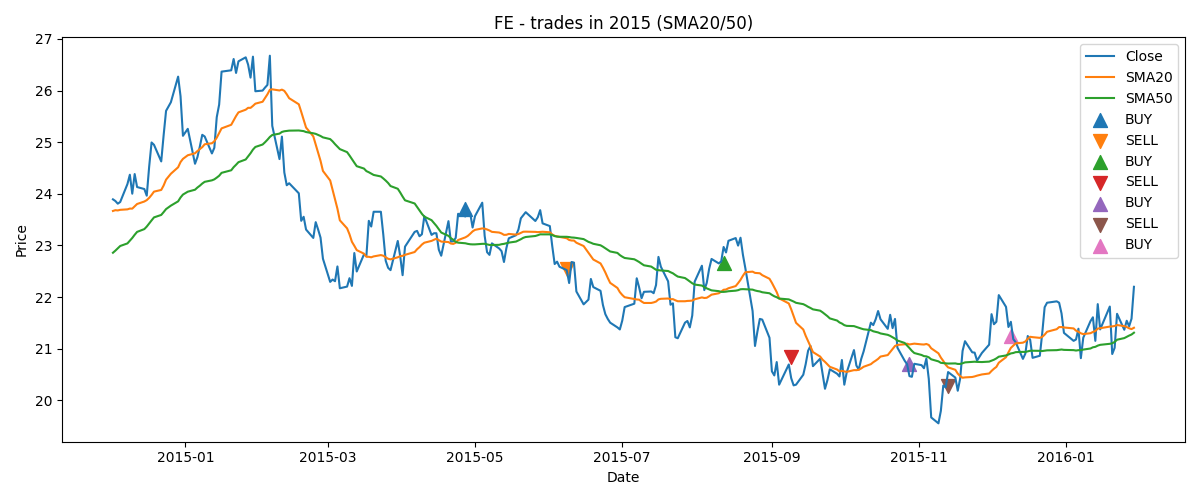 FE - trades in 2015 (SMA20/50)
Price
27
26
25
24
23
22
21
20
Close
SMA20
SMA50
BUY
SELL
BUY
SELL
BUY
SELL
BUY
2015-01 2015-03 2015-05 2015-07 2015-09 2015-11 2016-01
Date